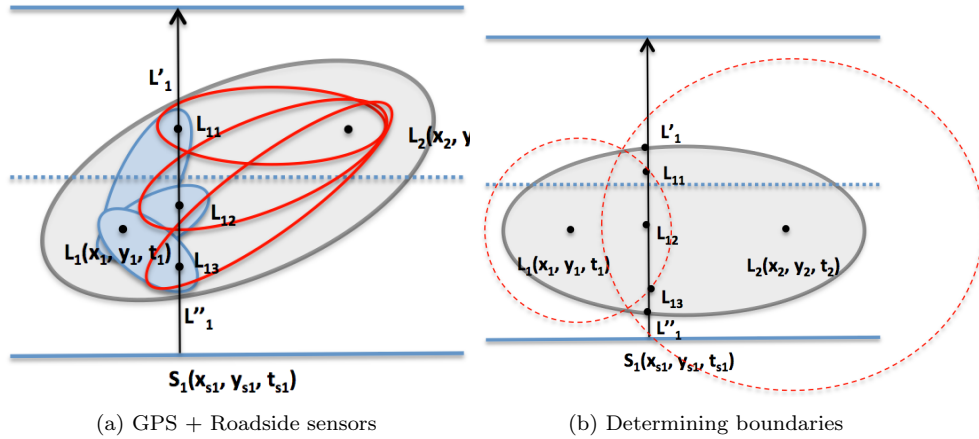 L'1
L11
L2(x2, y
L12
L1(x1, y1, t1)
L13
L''1
S1(xs1, ys1, ts1)
(a) GPS + Roadside sensors
L'1
L11
L12
L1(x1, y1, t1)
L2(x2, y2, t2)
L13
L''1
S1(xs1, ys1, ts1)
(b) Determining boundaries